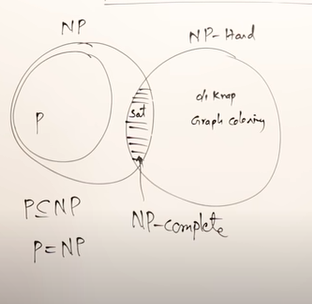 NP
NP-Hard
P
Sat
0/1 Knap
Graph coloring
P⊆NP
P=NP
NP-complete